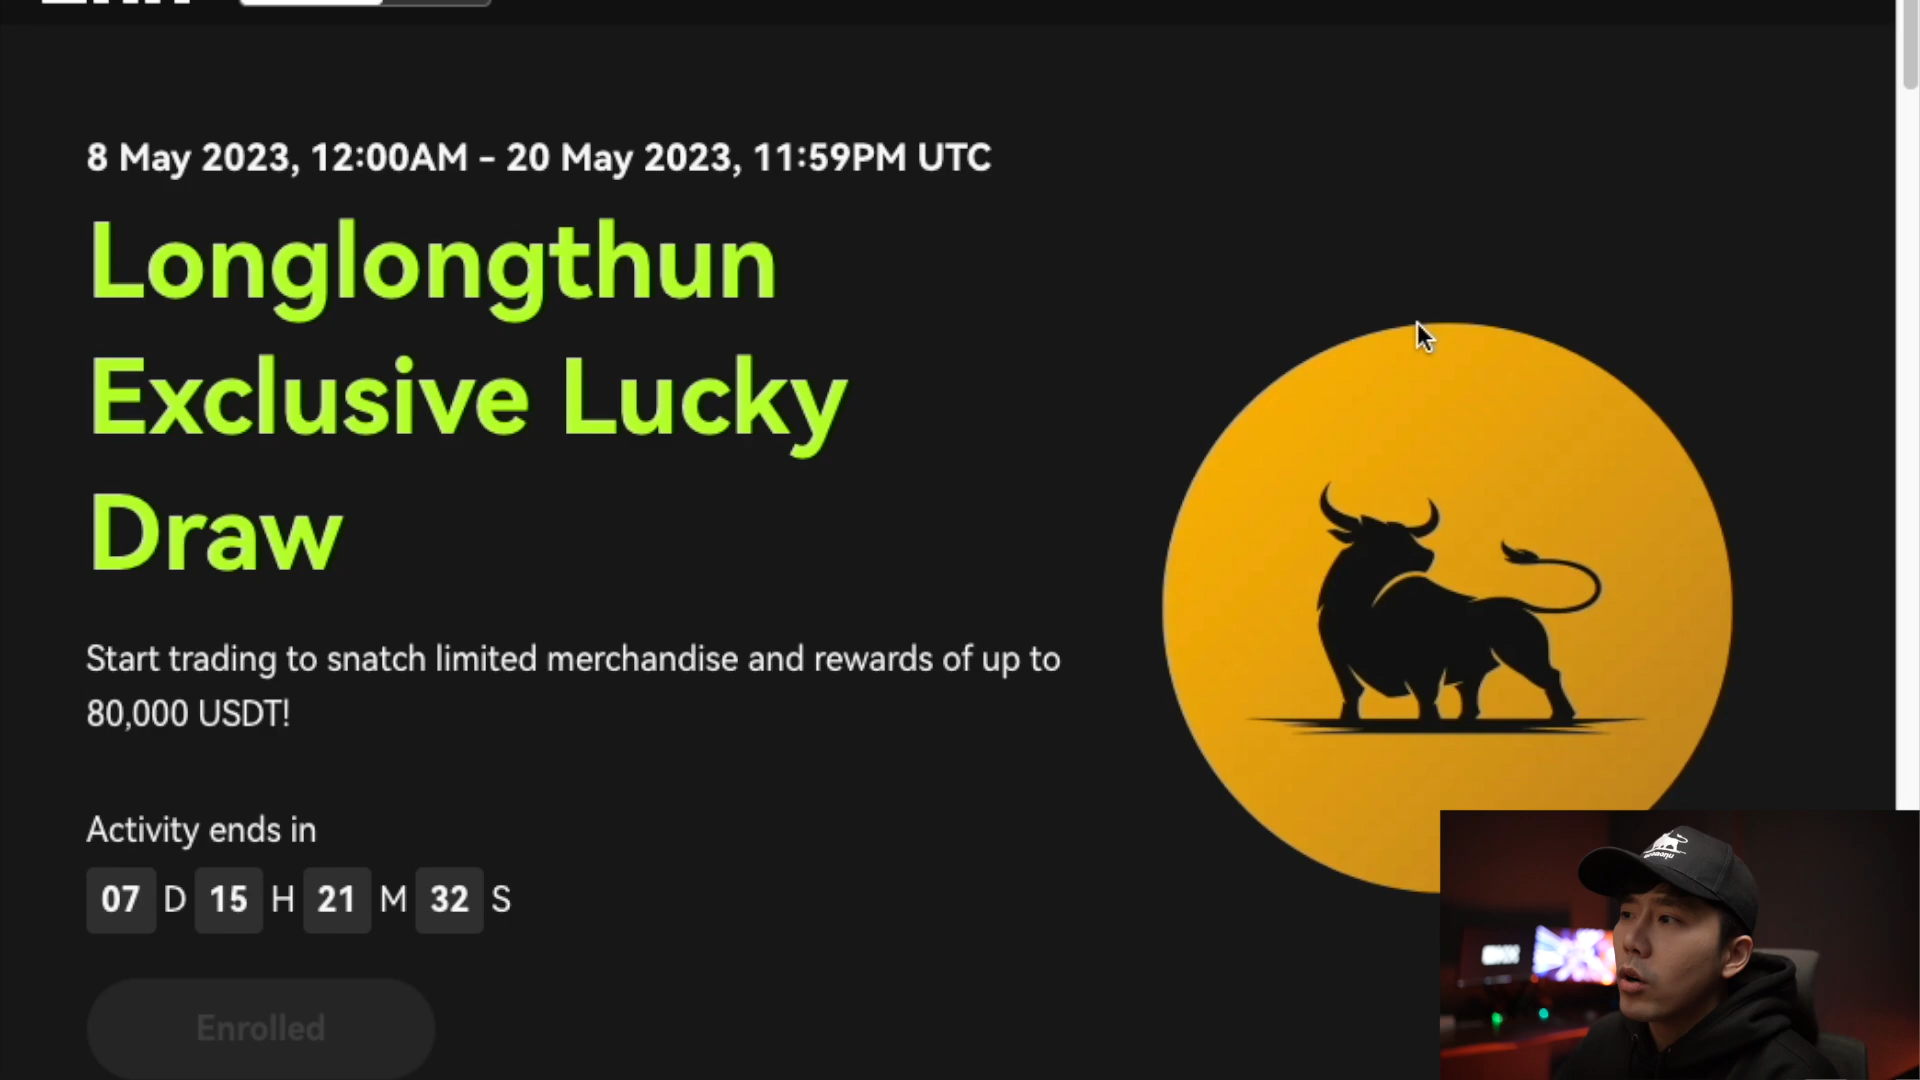 8 May 2023, 12:00AM - 20 May 2023, 11:59PM UTC
Longlongthun
Exclusive Lucky
Draw
Start trading to snatch limited merchandise and rewards of up to
80,000 USDT!
Activity ends in
07 D 15 H 21 M 32 S
Enrolled